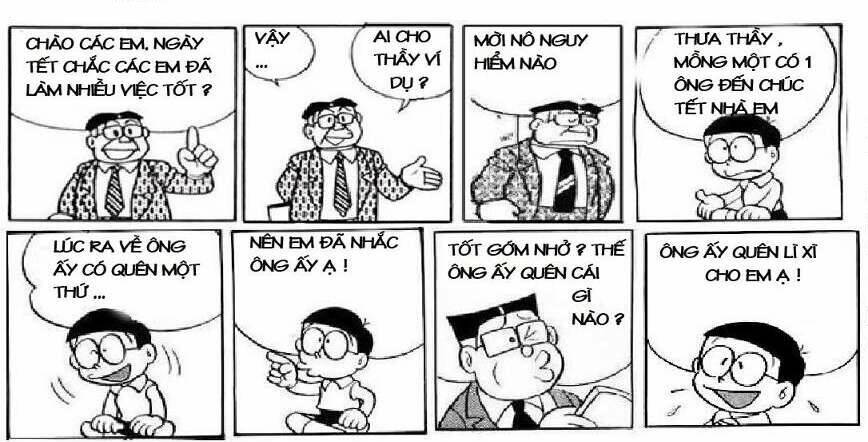 CHÀO CÁC EM, NGÀY
TẾT CHẮC CÁC EM ĐÃ
LÀM NHIỀU VIỆC TỐT ?
VẬY
...
AI CHO
THẦY VÍ
DỤ ?
MỜI NÔ NGUY
HIỂM NÀO
THƯA THẦY ,
MỒNG MỘT CÓ 1
ÔNG ĐẾN CHÚC
TẾT NHÀ EM
LÚC RA VỀ ÔNG
ẤY CÓ QUÊN MỘT
THỨ ...
NÊN EM ĐÃ NHẮC
ÔNG ẤY Ạ !
TỐT GỚM NHỞ ? THẾ
ÔNG ẤY QUÊN CÁI
GÌ
NÀO ?
ÔNG ẤY QUÊN LÌ XÌ
CHO EM Ạ !